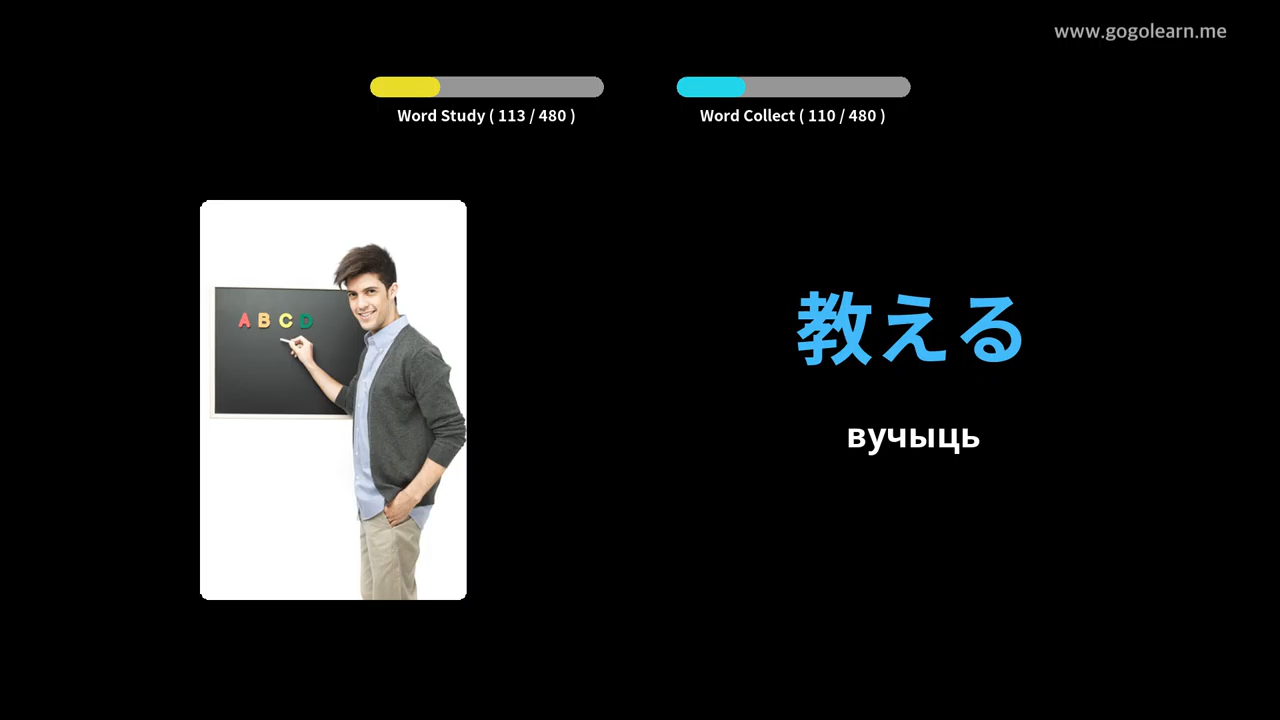 www.gogolearn.me
Word Study ( 113 / 480 )
Word Collect ( 110 / 480 )
A B C D
教える
вучыць